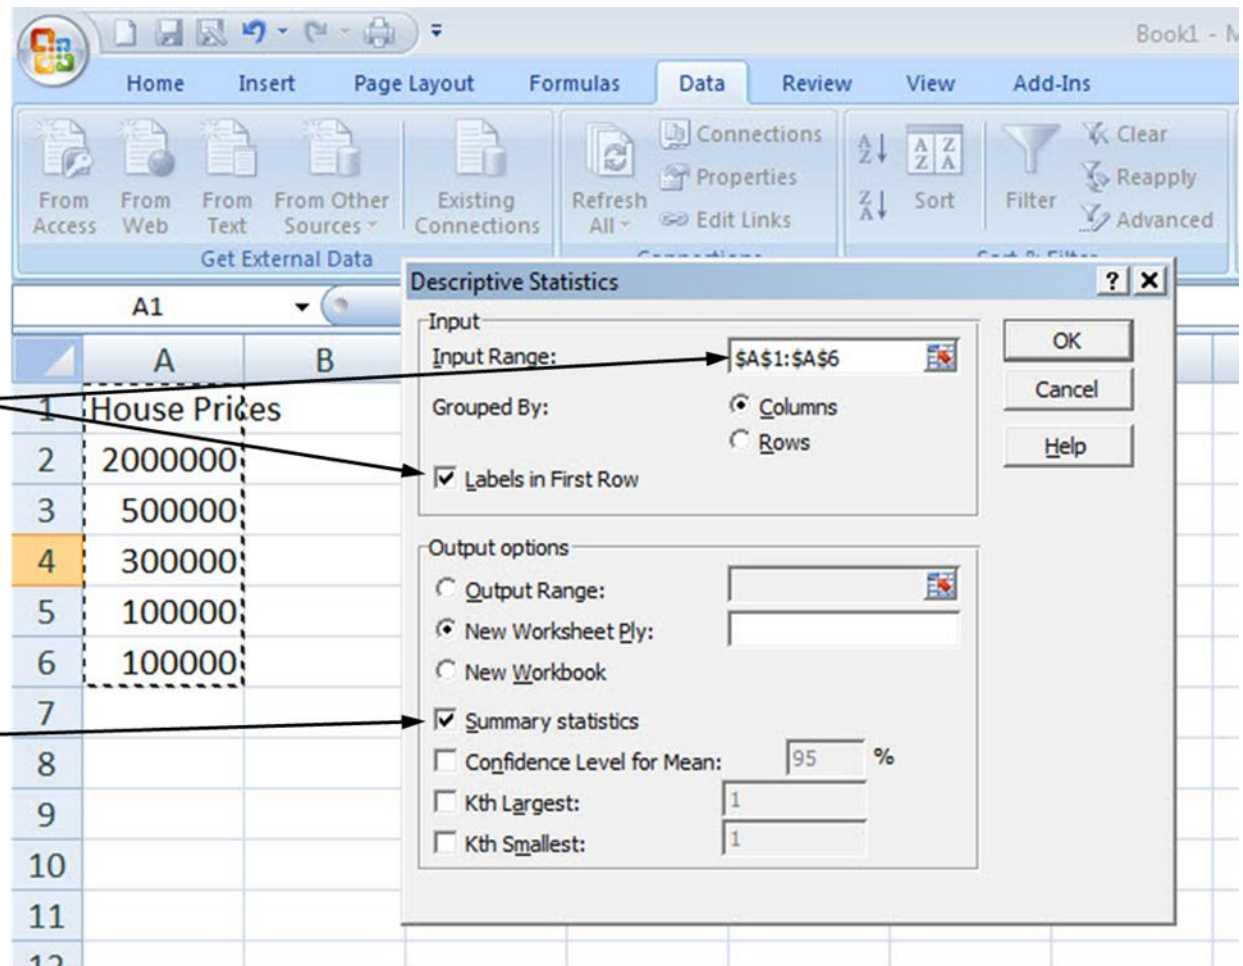 Book1 - M
Home Insert Page Layout Formulas Data Review View Add-Ins
From Access
From Web
From Text
From Other Sources
Existing Connections
Refresh All
Connections
Properties
Edit Links
A Z
Z A
A Z Z A
Sort
Filter
Clear
Reapply
Advanced
Get External Data
Connections
Sort & Filter
A1
A B
1 House Prices
2 2000000
3 500000
4 300000
5 100000
6 100000
7
8
9
10
11
12
Descriptive Statistics ?
Input
Input Range: $A$1:$A$6
Grouped By: Columns
Rows
Labels in First Row
Output options
Output Range:
New Worksheet Ply:
New Workbook
Summary statistics
Confidence Level for Mean: 95 %
Kth Largest: 1
Kth Smallest: 1
OK
Cancel
Help